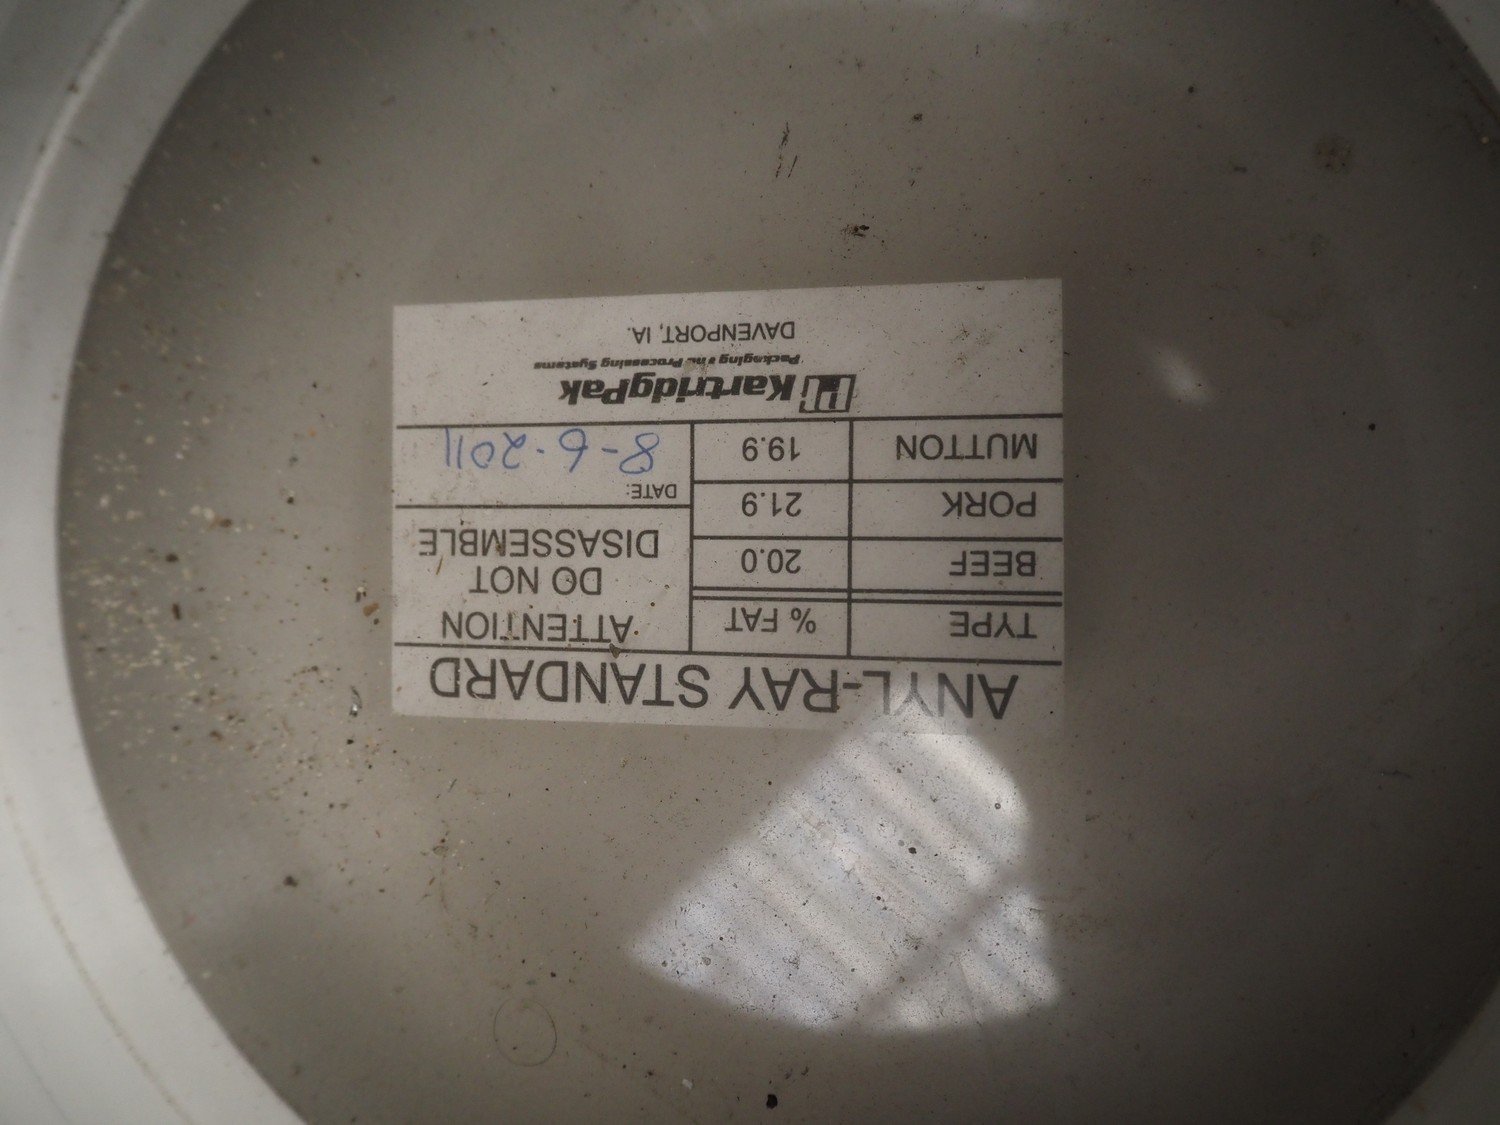 ANYL-RAY STANDARD
TYPE % FAT
BEEF 20.0
PORK 21.9
MUTTON 19.9
ATTENTION
DO NOT
DISASSEMBLE
DATE:
8-6-2011
KartridgPak
Packaging and Processing Systems
DAVENPORT, IA.